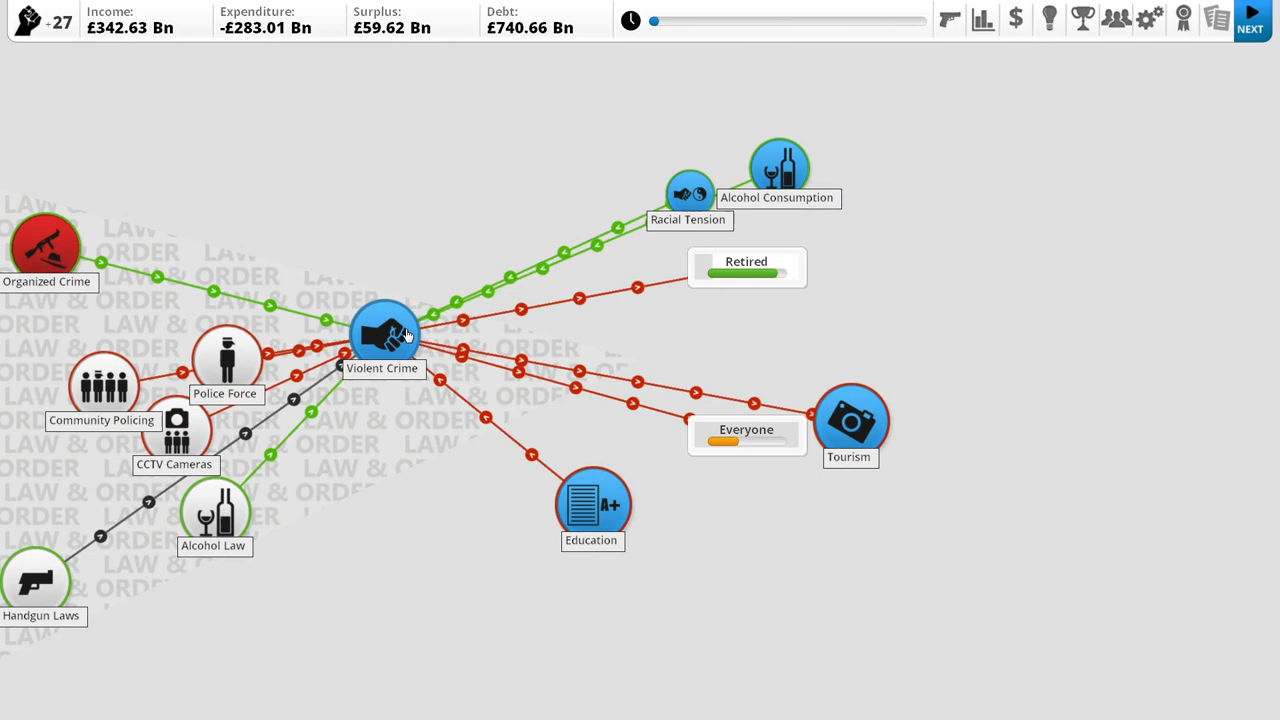 +27
Income:
£342.63 Bn
Expenditure:
-£283.01 Bn
Surplus:
£59.62 Bn
Debt:
£740.66 Bn
NEXT
Alcohol Consumption
Racial Tension
Retired
Organized Crime
Violent Crime
Police Force
Community Policing
CCTV Cameras
Everyone
Tourism
A+
Education
Alcohol Law
Handgun Laws
LAW & ORDER LAW & ORDER